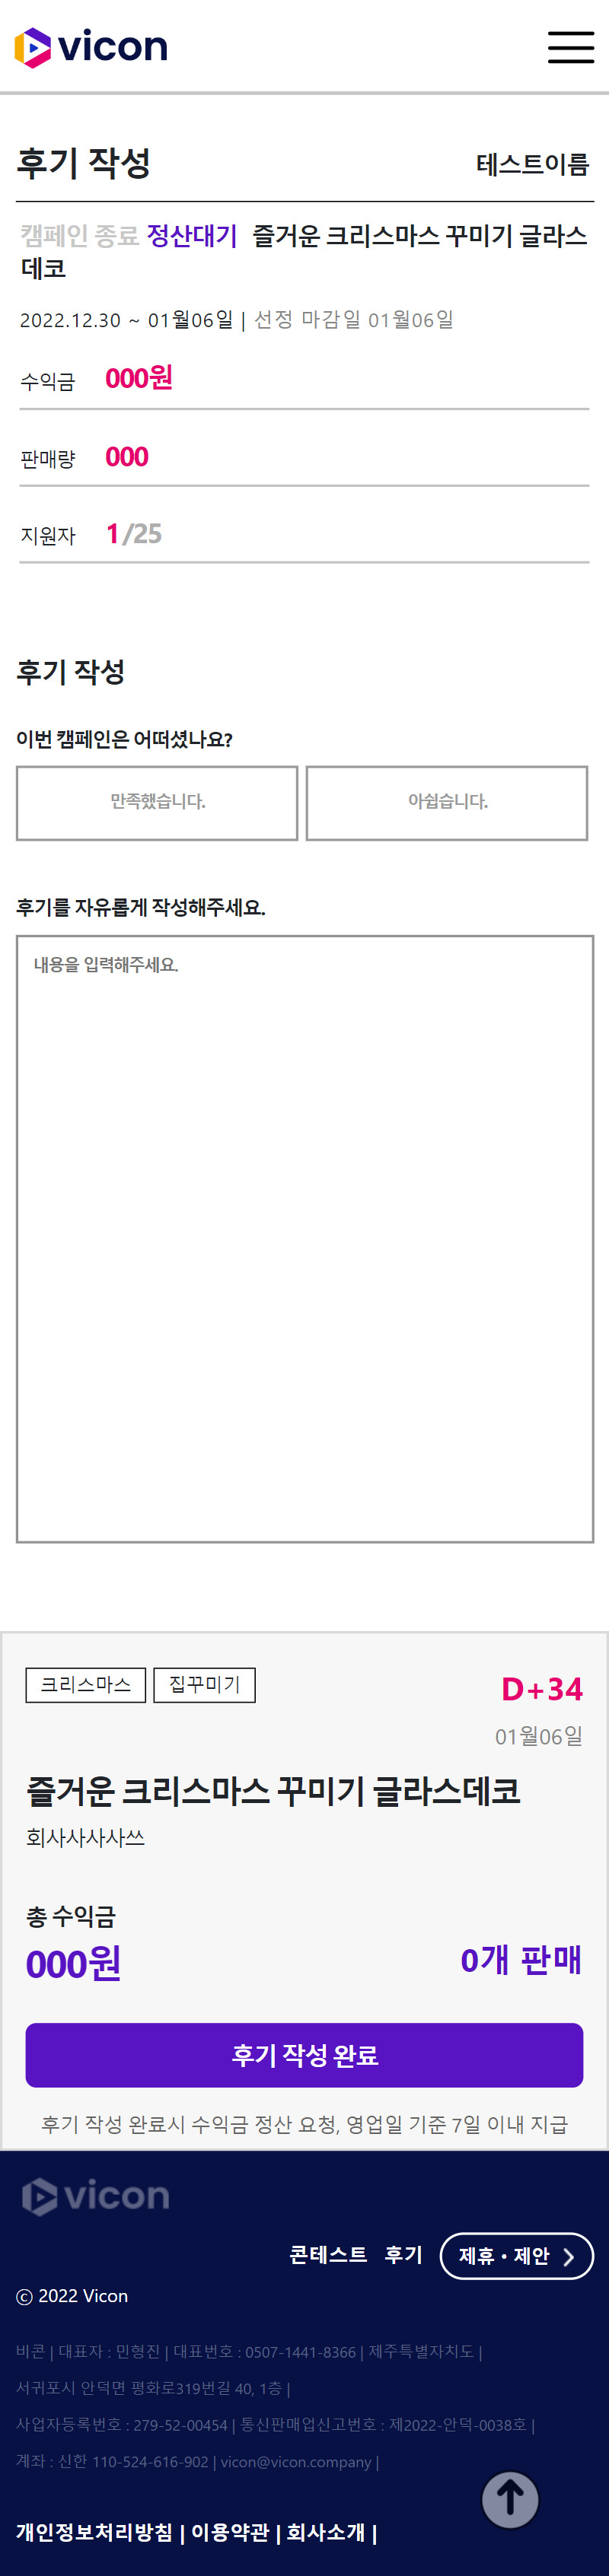 vicon
후기 작성
테스트이름
캠페인 종료 정산대기 즐거운 크리스마스 꾸미기 글라스
데코
2022.12.30 ~ 01월06일 | 선정 마감일 01월06일
수익금 000원
판매량 000
지원자 1/25
후기 작성
이번 캠페인은 어떠셨나요?
만족했습니다. 아쉽습니다.
후기를 자유롭게 작성해주세요.
내용을 입력해주세요.
크리스마스 집꾸미기 D+34
01월06일
즐거운 크리스마스 꾸미기 글라스데코
회사사사사쓰
총 수익금
000원 0개 판매
후기 작성 완료
후기 작성 완료시 수익금 정산 요청, 영업일 기준 7일 이내 지급
vicon
콘테스트 후기 제휴 • 제안
ⓒ 2022 Vicon
비콘 | 대표자 : 민형진 | 대표번호 : 0507-1441-8366 | 제주특별자치도 |
서귀포시 안덕면 평화로319번길 40, 1층 |
사업자등록번호 : 279-52-00454 | 통신판매업신고번호 : 제2022-안덕-0038호 |
계좌 : 신한 110-524-616-902 | vicon@vicon.company |
개인정보처리방침 | 이용약관 | 회사소개 |